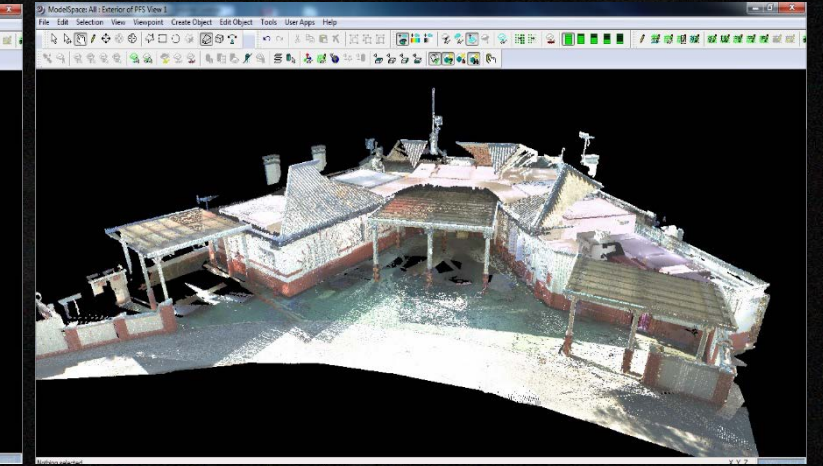 ModelSpace: All : Exterior of PFS View 1
File Edit Selection View Viewpoint Create Object Edit Object Tools User Apps Help
Nothing selected X Y Z